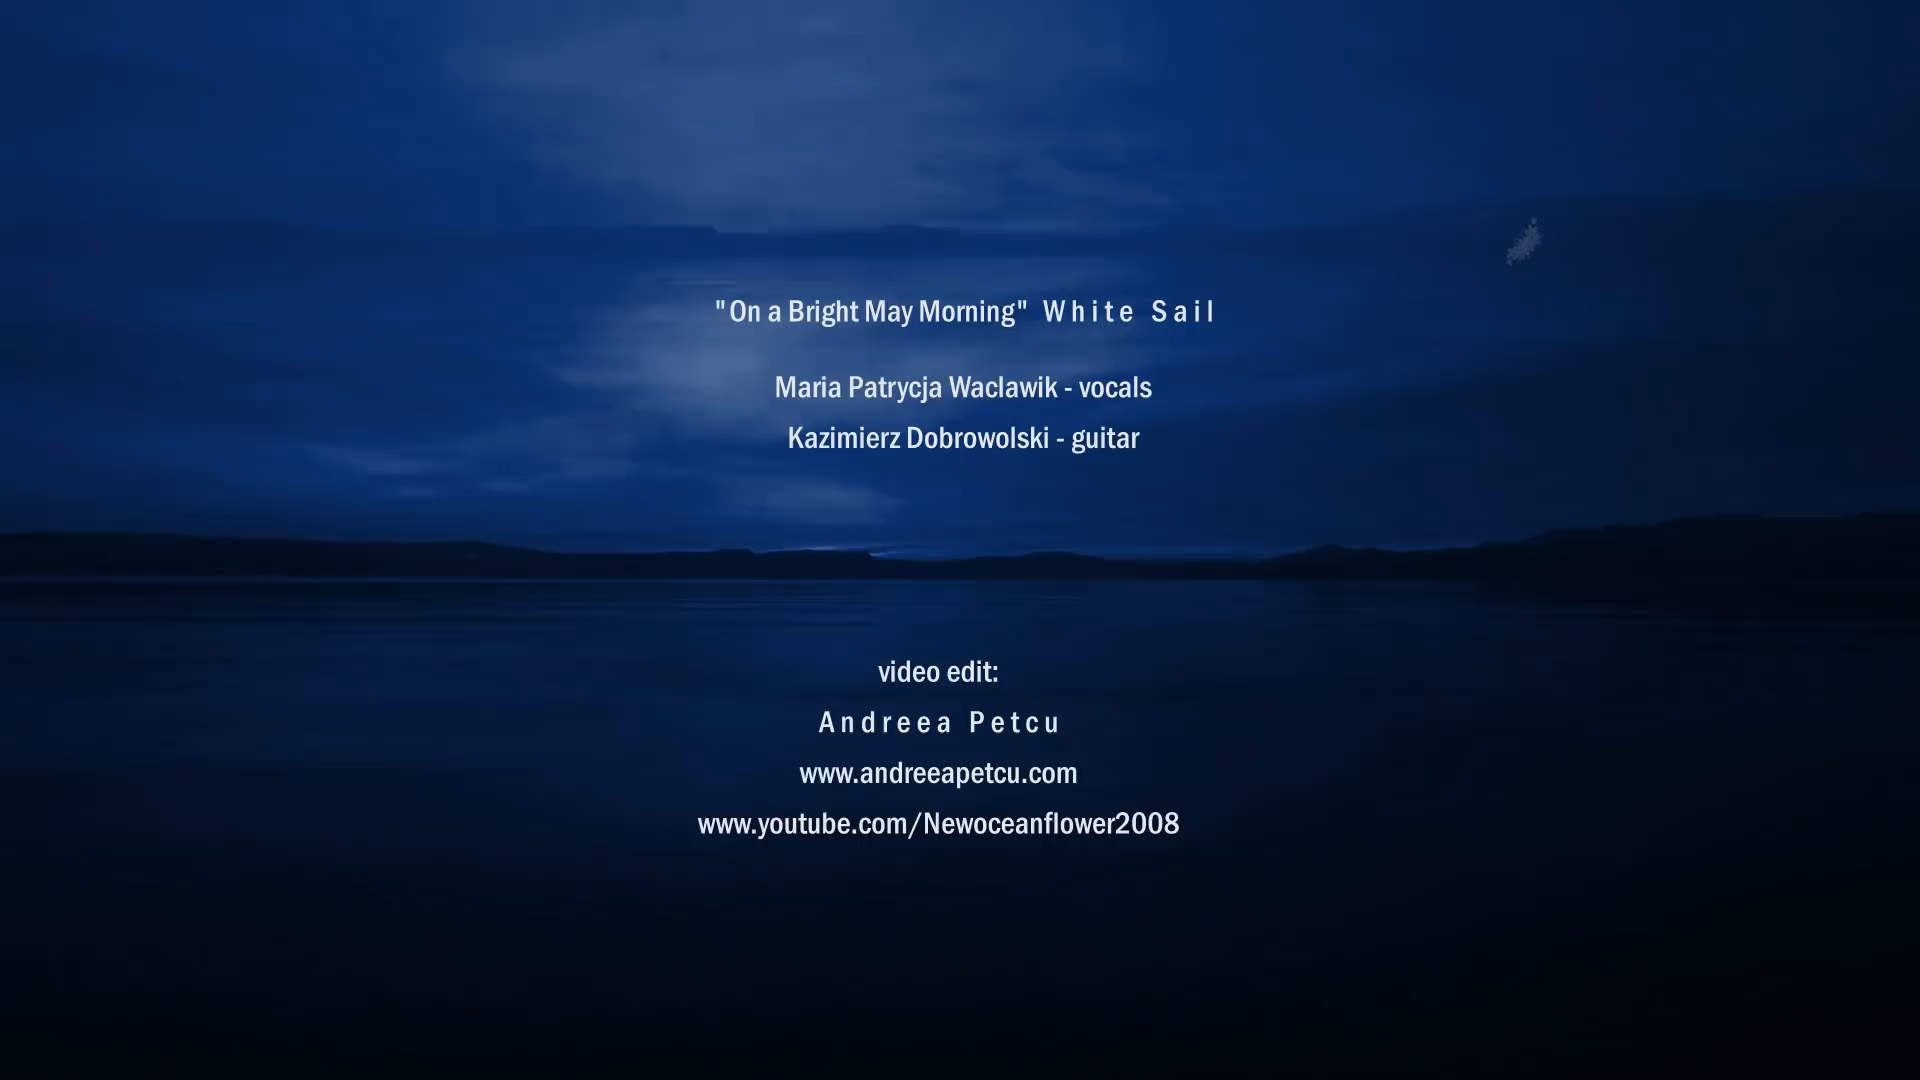 "On a Bright May Morning" White Sail
Maria Patrycja Waclawik - vocals
Kazimierz Dobrowolski - guitar
video edit:
Andreea Petcu
www.andreeapetcu.com
www.youtube.com/Newoceanflower2008